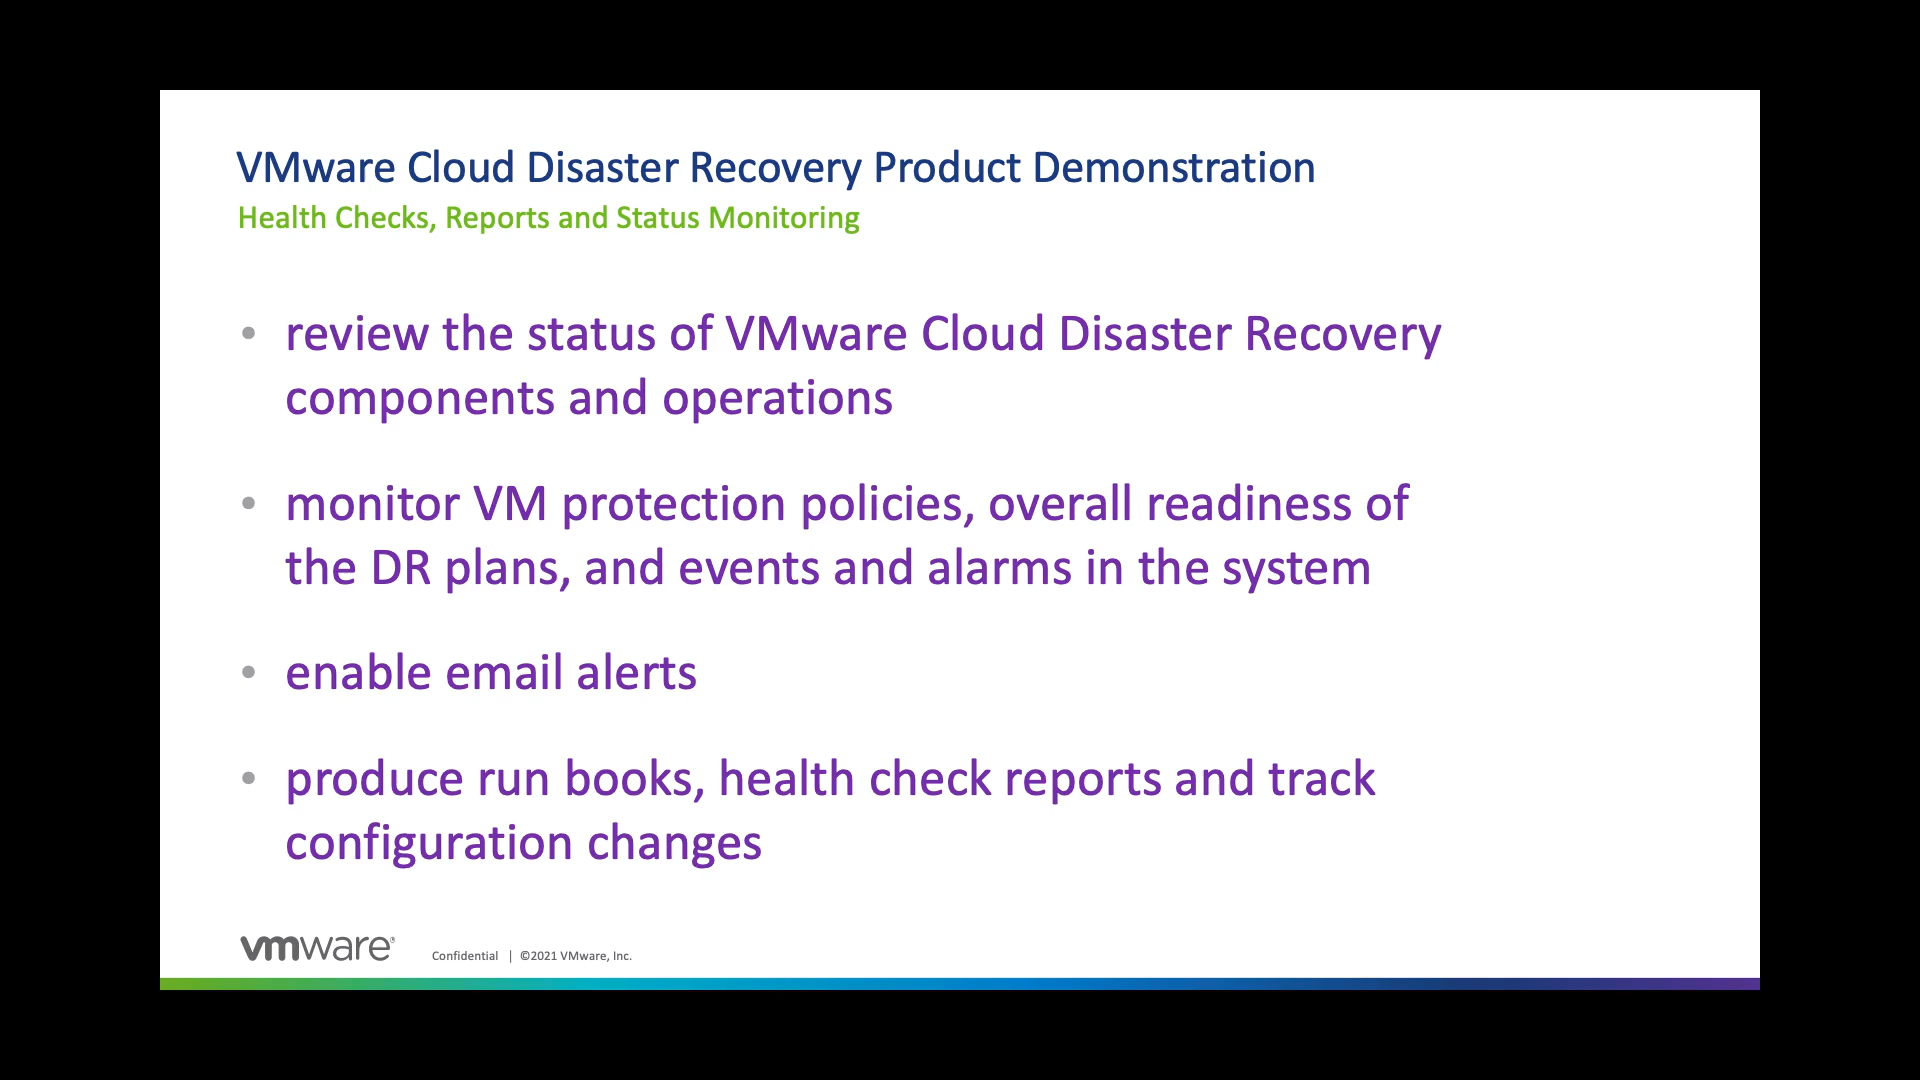 VMware Cloud Disaster Recovery Product Demonstration
Health Checks, Reports and Status Monitoring
• review the status of VMware Cloud Disaster Recovery
components and operations
• monitor VM protection policies, overall readiness of
the DR plans, and events and alarms in the system
• enable email alerts
• produce run books, health check reports and track
configuration changes
vmware® Confidential | ©2021 VMware, Inc.